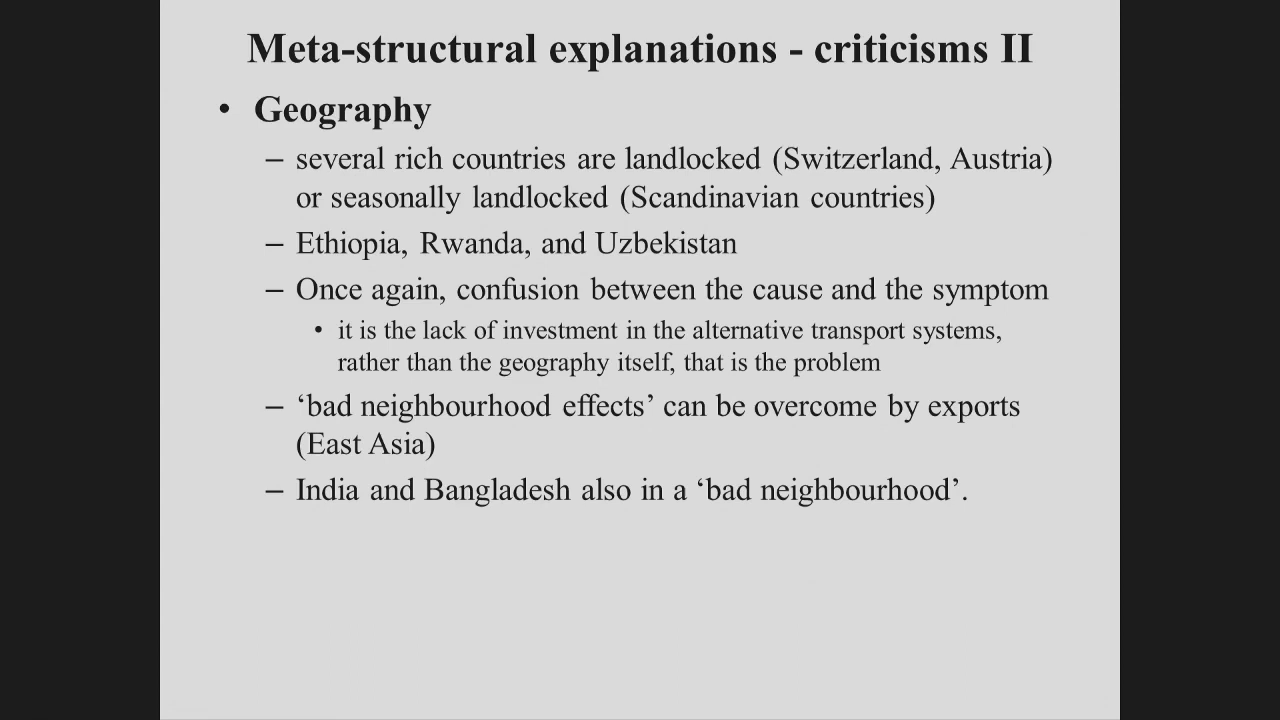 Meta-structural explanations - criticisms II
• Geography
– several rich countries are landlocked (Switzerland, Austria)
or seasonally landlocked (Scandinavian countries)
– Ethiopia, Rwanda, and Uzbekistan
– Once again, confusion between the cause and the symptom
• it is the lack of investment in the alternative transport systems,
rather than the geography itself, that is the problem
– ‘bad neighbourhood effects’ can be overcome by exports
(East Asia)
– India and Bangladesh also in a ‘bad neighbourhood’.